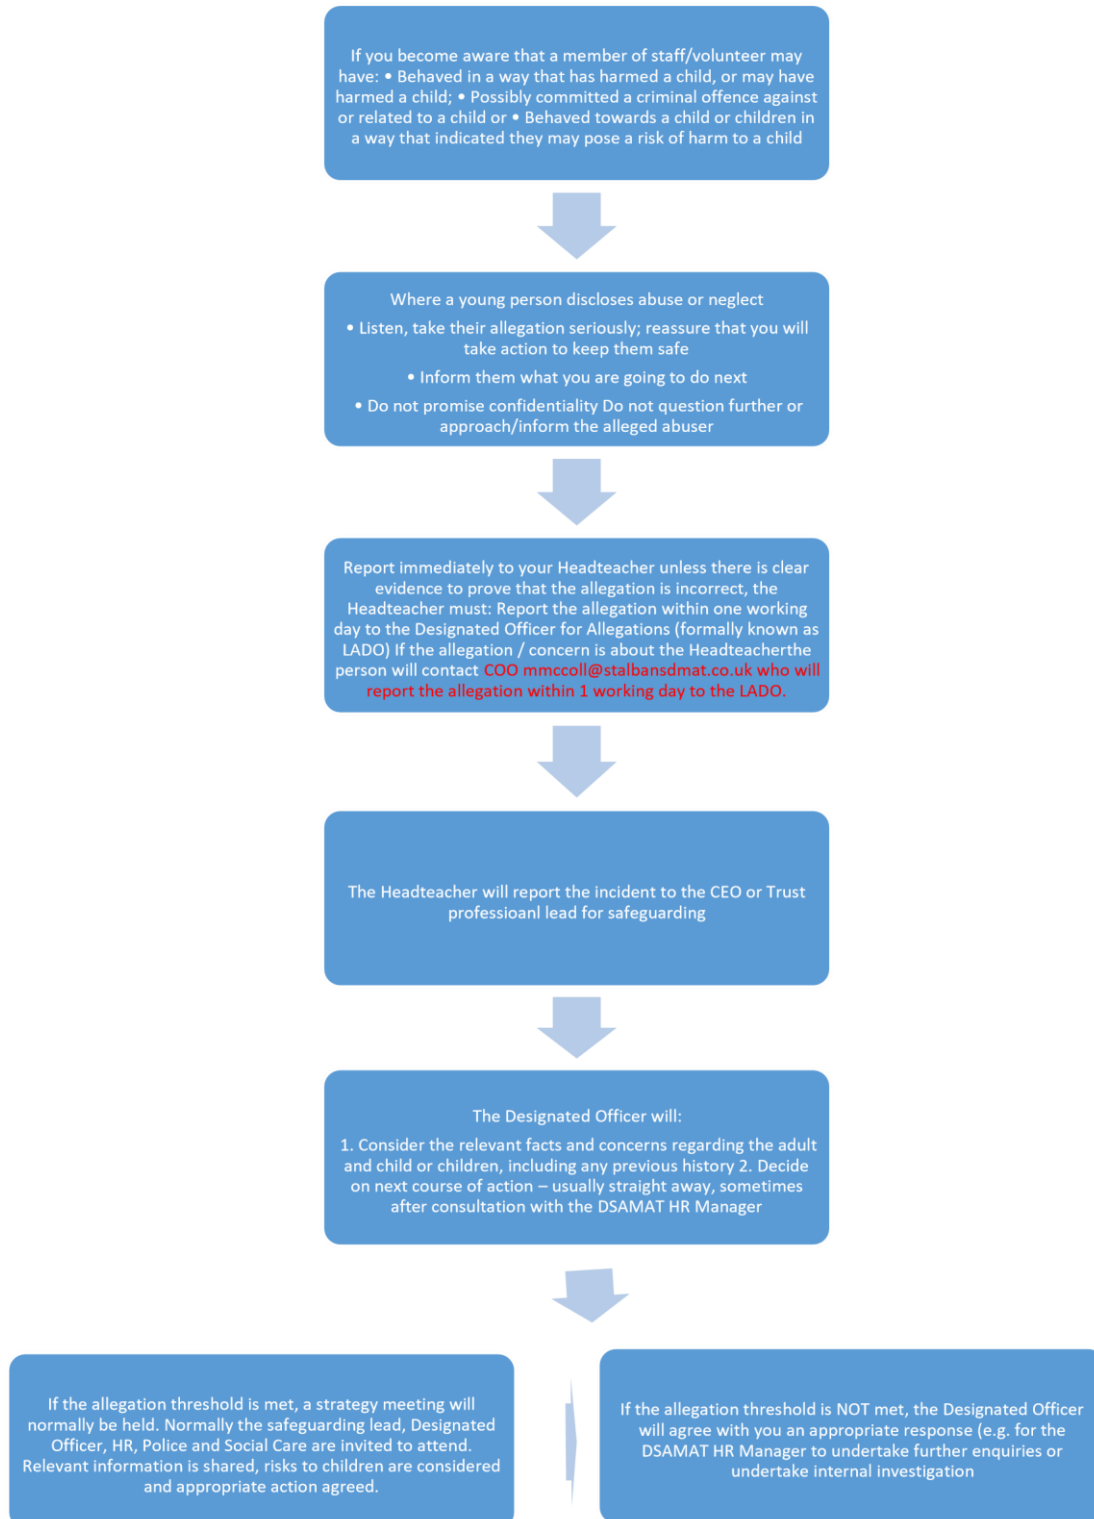 If you become aware that a member of staff/volunteer may
have: • Behaved in a way that has harmed a child, or may have
harmed a child; • Possibly committed a criminal offence against
or related to a child or • Behaved towards a child or children in
a way that indicated they may pose a risk of harm to a child
Where a young person discloses abuse or neglect
• Listen, take their allegation seriously; reassure that you will
take action to keep them safe
• Inform them what you are going to do next
• Do not promise confidentiality Do not question further or
approach/inform the alleged abuser
Report immediately to your Headteacher unless there is clear
evidence to prove that the allegation is incorrect, the
Headteacher must: Report the allegation within one working
day to the Designated Officer for Allegations (formally known as
LADO) If the allegation / concern is about the Headteacherthe
person will contact COO mmccoll@stalbansdmat.co.uk who will
report the allegation within 1 working day to the LADO.
The Headteacher will report the incident to the CEO or Trust
professioanl lead for safeguarding
The Designated Officer will:
1. Consider the relevant facts and concerns regarding the adult
and child or children, including any previous history 2. Decide
on next course of action – usually straight away, sometimes
after consultation with the DSAMAT HR Manager
If the allegation threshold is met, a strategy meeting will
normally be held. Normally the safeguarding lead, Designated
Officer, HR, Police and Social Care are invited to attend.
Relevant information is shared, risks to children are considered
and appropriate action agreed.
If the allegation threshold is NOT met, the Designated Officer
will agree with you an appropriate response (e.g. for the
DSAMAT HR Manager to undertake further enquiries or
undertake internal investigation